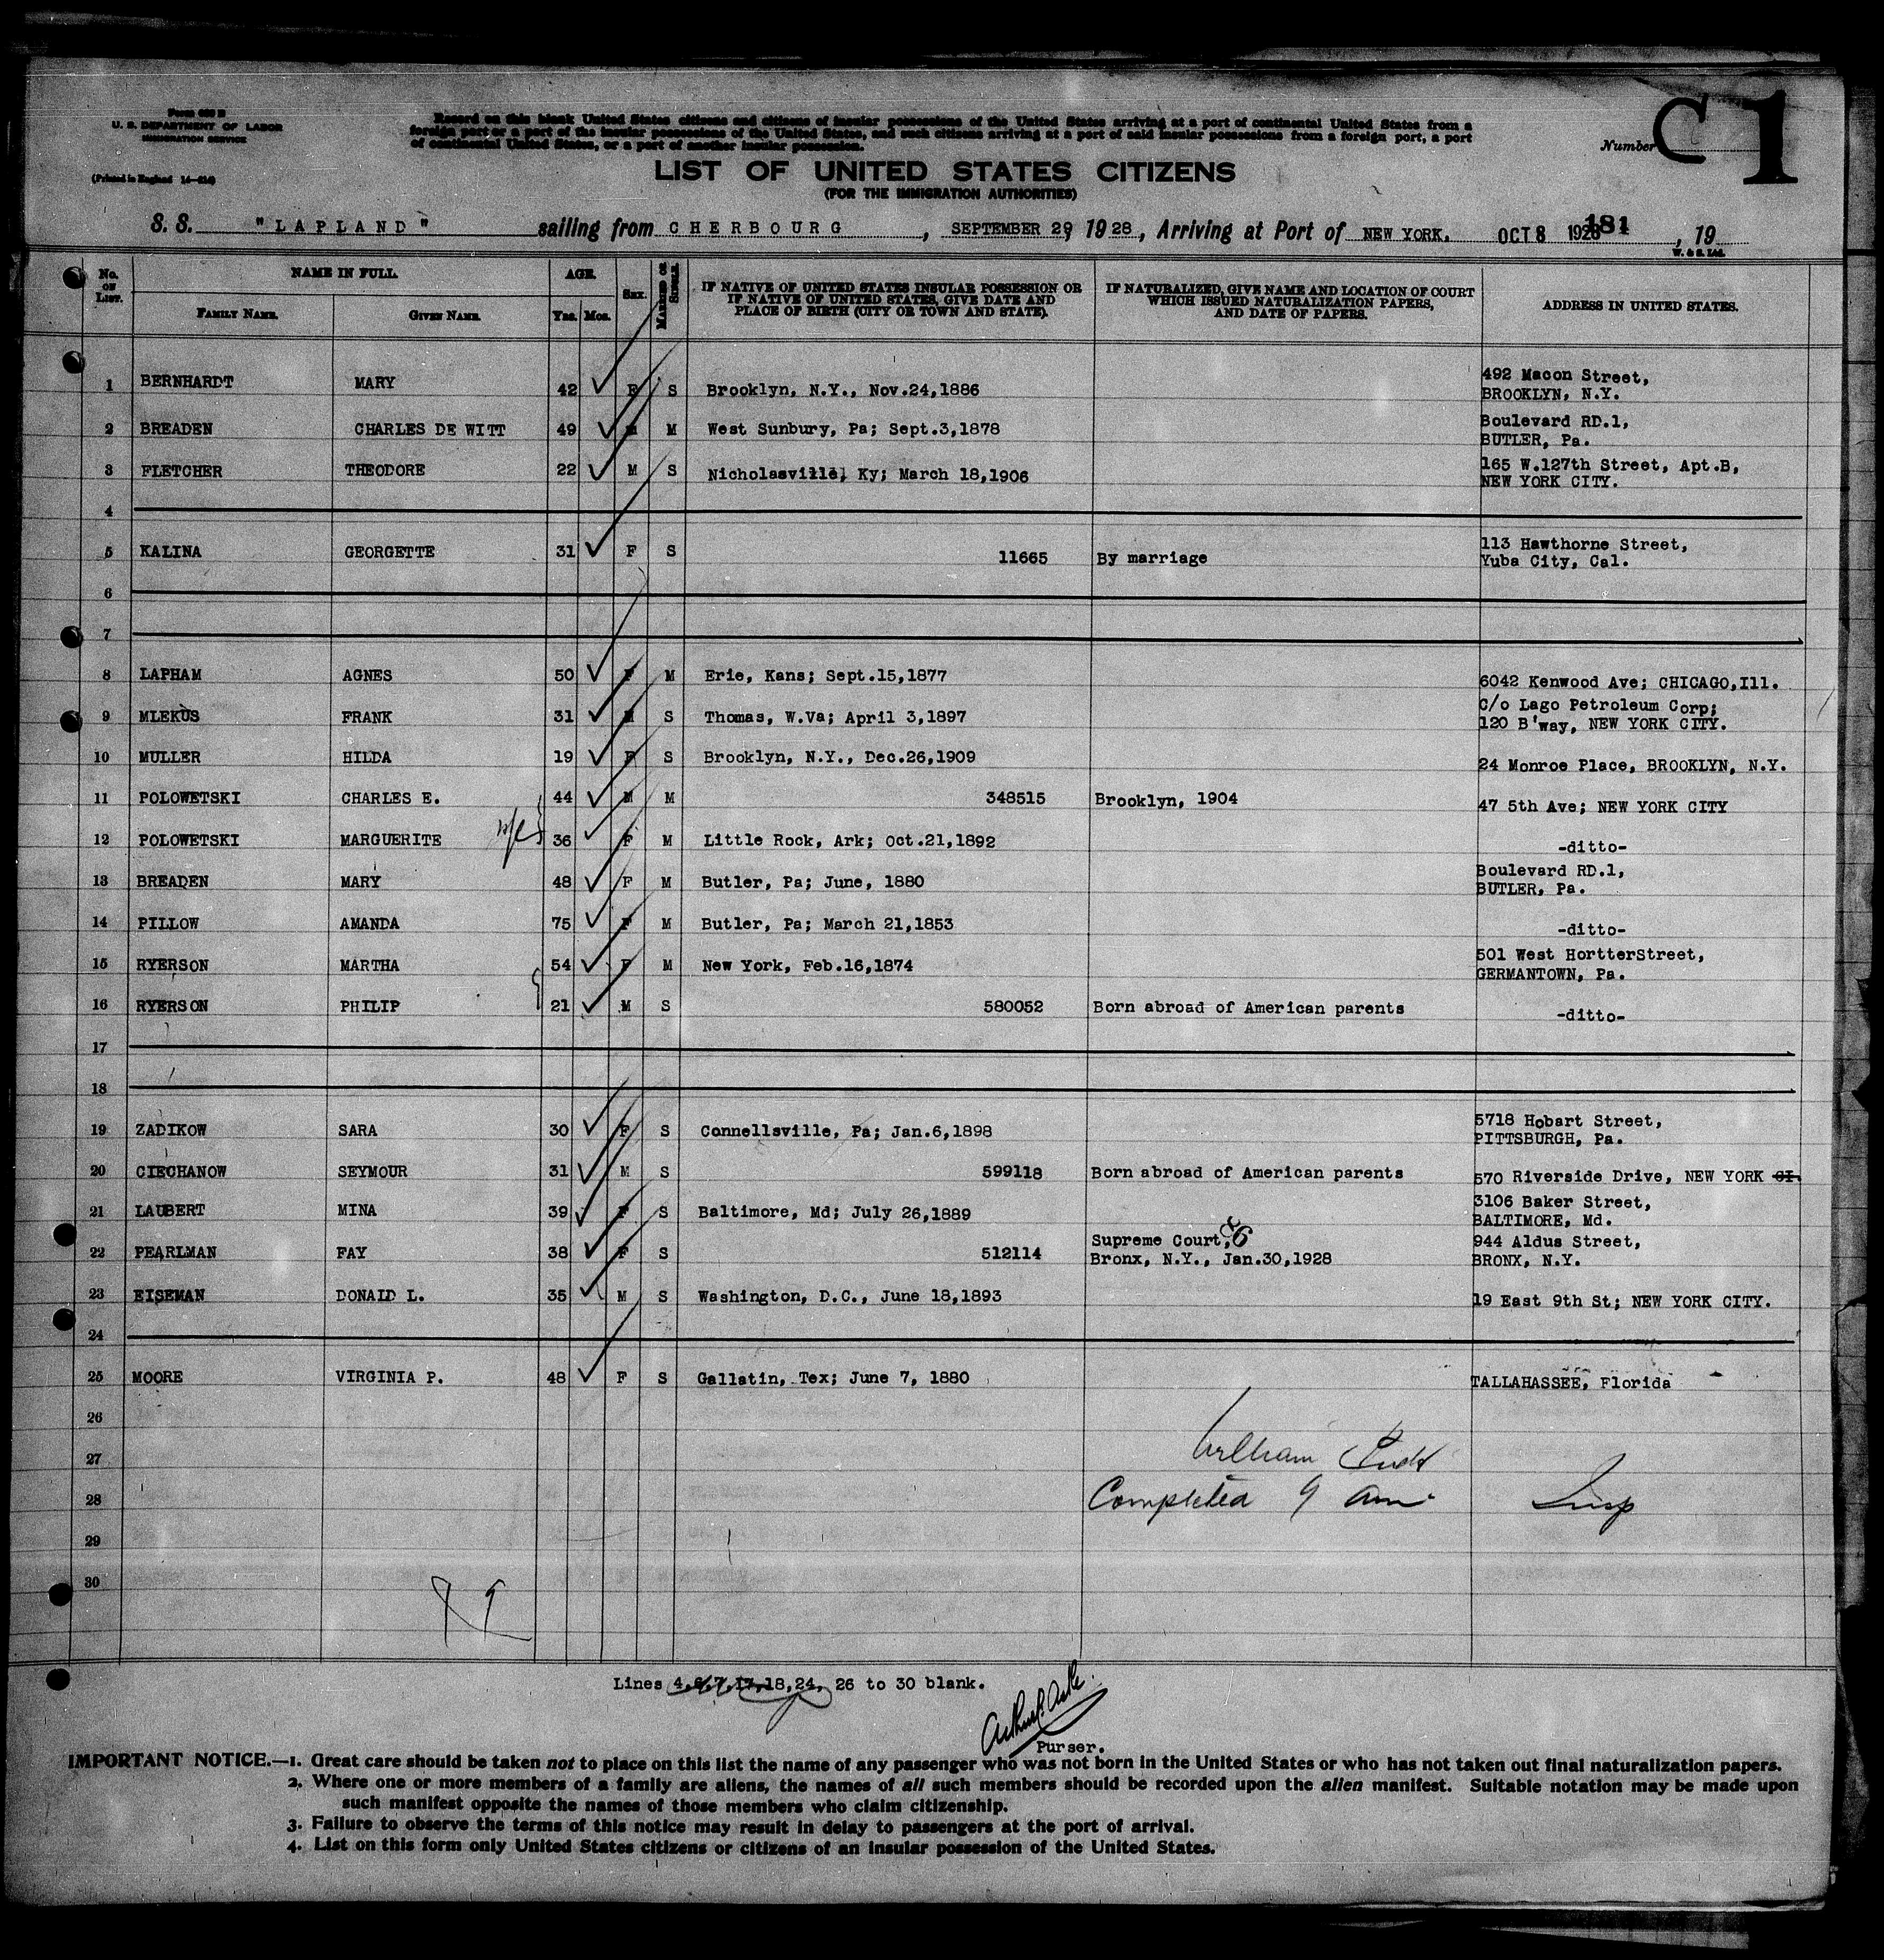 Form 630 B
U. S. DEPARTMENT OF LABOR
IMMIGRATION SERVICE
(Printed in England 14-614)
Record on this blank United States citizens and citizens of insular possessions of the United States arriving at a port of continental United States from a
foreign port or a port of the insular possessions of the United States, and such citizens arriving at a port of said insular possessions from a foreign port, a port
of continental United States, or a part of another insular possession.
Number C 1
LIST OF UNITED STATES CITIZENS
(FOR THE IMMIGRATION AUTHORITIES)
S. S. "LAPLAND" sailing from CHERBOURG, SEPTEMBER 29, 1928, Arriving at Port of NEW YORK. OCT 8 1928 181, 19
W. & S. Ltd.
No. ON LIST. NAME IN FULL. AGE. SEX. MARRIED OR SINGLE. IF NATIVE OF UNITED STATES INSULAR POSSESSION OR IF NATIVE OF UNITED STATES, GIVE DATE AND PLACE OF BIRTH (CITY OR TOWN AND STATE). IF NATURALIZED, GIVE NAME AND LOCATION OF COURT WHICH ISSUED NATURALIZATION PAPERS, AND DATE OF PAPERS. ADDRESS IN UNITED STATES.
FAMILY NAME. GIVEN NAME. Yrs. Mos.
1 BERNHARDT MARY 42 F S Brooklyn, N.Y., Nov.24,1886 492 Macon Street, BROOKLYN, N.Y.
2 BREADEN CHARLES DE WITT 49 M M West Sunbury, Pa; Sept.3,1878 Boulevard RD.1, BUTLER, Pa.
3 FLETCHER THEODORE 22 M S Nicholasville, Ky; March 18,1906 165 W.127th Street, Apt.B, NEW YORK CITY.
4
5 KALINA GEORGETTE 31 F S 11665 By marriage 113 Hawthorne Street, Yuba City, Cal.
6
7
8 LAPHAM AGNES 50 F M Erie, Kans; Sept.15,1877 6042 Kenwood Ave; CHICAGO,Ill.
9 MLEKUS FRANK 31 M S Thomas, W.Va; April 3,1897 C/o Lago Petroleum Corp; 120 B'way, NEW YORK CITY.
10 MULLER HILDA 19 F S Brooklyn, N.Y., Dec.26,1909 24 Monroe Place, BROOKLYN, N.Y.
11 POLOWETSKI CHARLES E. 44 M M 348515 Brooklyn, 1904 47 5th Ave; NEW YORK CITY
12 POLOWETSKI MARGUERITE 36 F M Little Rock, Ark; Oct.21,1892 -ditto-
13 BREADEN MARY 48 F M Butler, Pa; June, 1880 Boulevard RD.1, BUTLER, Pa.
14 PILLOW AMANDA 75 F M Butler, Pa; March 21,1853 -ditto-
15 RYERSON MARTHA 54 F M New York, Feb.16,1874 501 West HortterStreet, GERMANTOWN, Pa.
16 RYERSON PHILIP 21 M S 580052 Born abroad of American parents -ditto-
17
18
19 ZADIKOW SARA 30 F S Connellsville, Pa; Jan.6,1898 5718 Hobart Street, PITTSBURGH, Pa.
20 CIECHANOW SEYMOUR 31 M S 599118 Born abroad of American parents 570 Riverside Drive, NEW YORK CI.
21 LAUBERT MINA 39 F S Baltimore, Md; July 26,1889 3106 Baker Street, BALTIMORE, Md.
22 PEARLMAN FAY 38 F S 512114 Supreme Court, Bronx, N.Y., Jan.30,1928 944 Aldus Street, BRONX, N.Y.
23 EISEMAN DONALD L. 35 M S Washington, D.C., June 18,1893 19 East 9th St; NEW YORK CITY.
24
25 MOORE VIRGINIA P. 48 F S Gallatin, Tex; June 7, 1880 TALLAHASSEE, Florida
26
27 William
28 Completed 9 am Insp
29
30
Lines 4,6,7,17,18,24, 26 to 30 blank.
Purser.
IMPORTANT NOTICE.—1. Great care should be taken not to place on this list the name of any passenger who was not born in the United States or who has not taken out final naturalization papers.
2. Where one or more members of a family are aliens, the names of all such members should be recorded upon the alien manifest. Suitable notation may be made upon
such manifest opposite the names of those members who claim citizenship.
3. Failure to observe the terms of this notice may result in delay to passengers at the port of arrival.
4. List on this form only United States citizens or citizens of an insular possession of the United States.